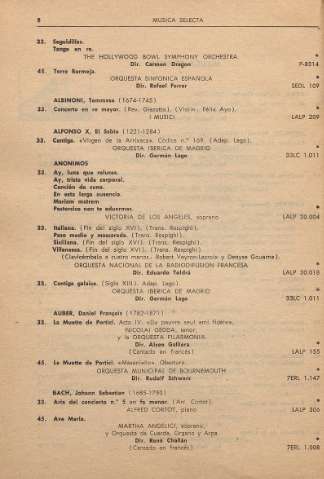 8 MUSICA SELECTA
33. Seguidillas.
Tango en re.
THE HOLLYWOOD BOWL SYMPHONY ORCHESTRA *
Dir. Carmen Dragon P-8314
45. Torre Bermeja.
ORQUESTA SINFONICA ESPAÑOLA *
Dir. Rafael Ferrer SEOL 109
ALBINONI, Tommaso (1674-1745)
33. Concerto en re mayor. (Rev. Giazotto), (Violín, Félix Ayo). *
I MUSICI LALP 209
ALFONSO X, El Sabio (1221-1284)
33. Cantiga. «Virgen de la Arrixaca». Códice n.º 169. (Adap. Lago).
ORQUESTA IBERICA DE MADRID *
Dir. Germán Lago 33LC 1.011
ANONIMOS
33. Ay, luna que reluces.
Ay, triste vida corporal.
Canción de cuna.
En esta larga ausencia.
Mariam matrem
Pastorcico non te aduermas. *
VICTORIA DE LOS ANGELES, soprano LALP 20.004
33. Italiana. (Fin del siglo XVI), (Trans. Respighi).
Paso medio y mascarada. (Trans. Respighi).
Siciliana. (Fin del siglo XVI). (Trans. Respighi).
Villanesca. (Fin del siglo XVI). (Trans. Respighi).
(Clavicémbalo a cuatro manos, Robert Veyron-Lacroix y Denyse Gouarne).
ORQUESTA NACIONAL DE LA RADIODIFUSION FRANCESA *
Dir. Eduardo Toldrá LALP 30.018
33. Cantiga galaica. (Siglo XIII). Adap. Lago)
ORQUESTA IBERICA DE MADRID *
Dir. Germán Lago 33LC 1.011
AUBER, Daniel François (1782-1871)
33. La Muette de Portici. Acto IV. «Du pauvre seul ami fidèle»,
NICOLAI GEDDA, tenor,
y la ORQUESTA FILARMONIA.
Dir. Alceo Galliera *
(Cantado en francés) LALP 155
45. La Muette de Portici. «Masaniello». Obertura.
ORQUESTA MUNICIPAL DE BOURNEMOUTH *
Dir. Rudolf Schwarz 7ERL 1.147
BACH, Johann Sebastian (1685-1750)
33. Aria del concierto n.º 5 en fa menor. (Arr. Cortot). *
ALFRED CORTOT, piano LALP 306
45. Ave María.
MARTHA ANGELICI, soprano,
y Orquesta de Cuerda, Organo y Arpa.
Dir. René Challan *
(Cantado en francés) 7ERL 1.008